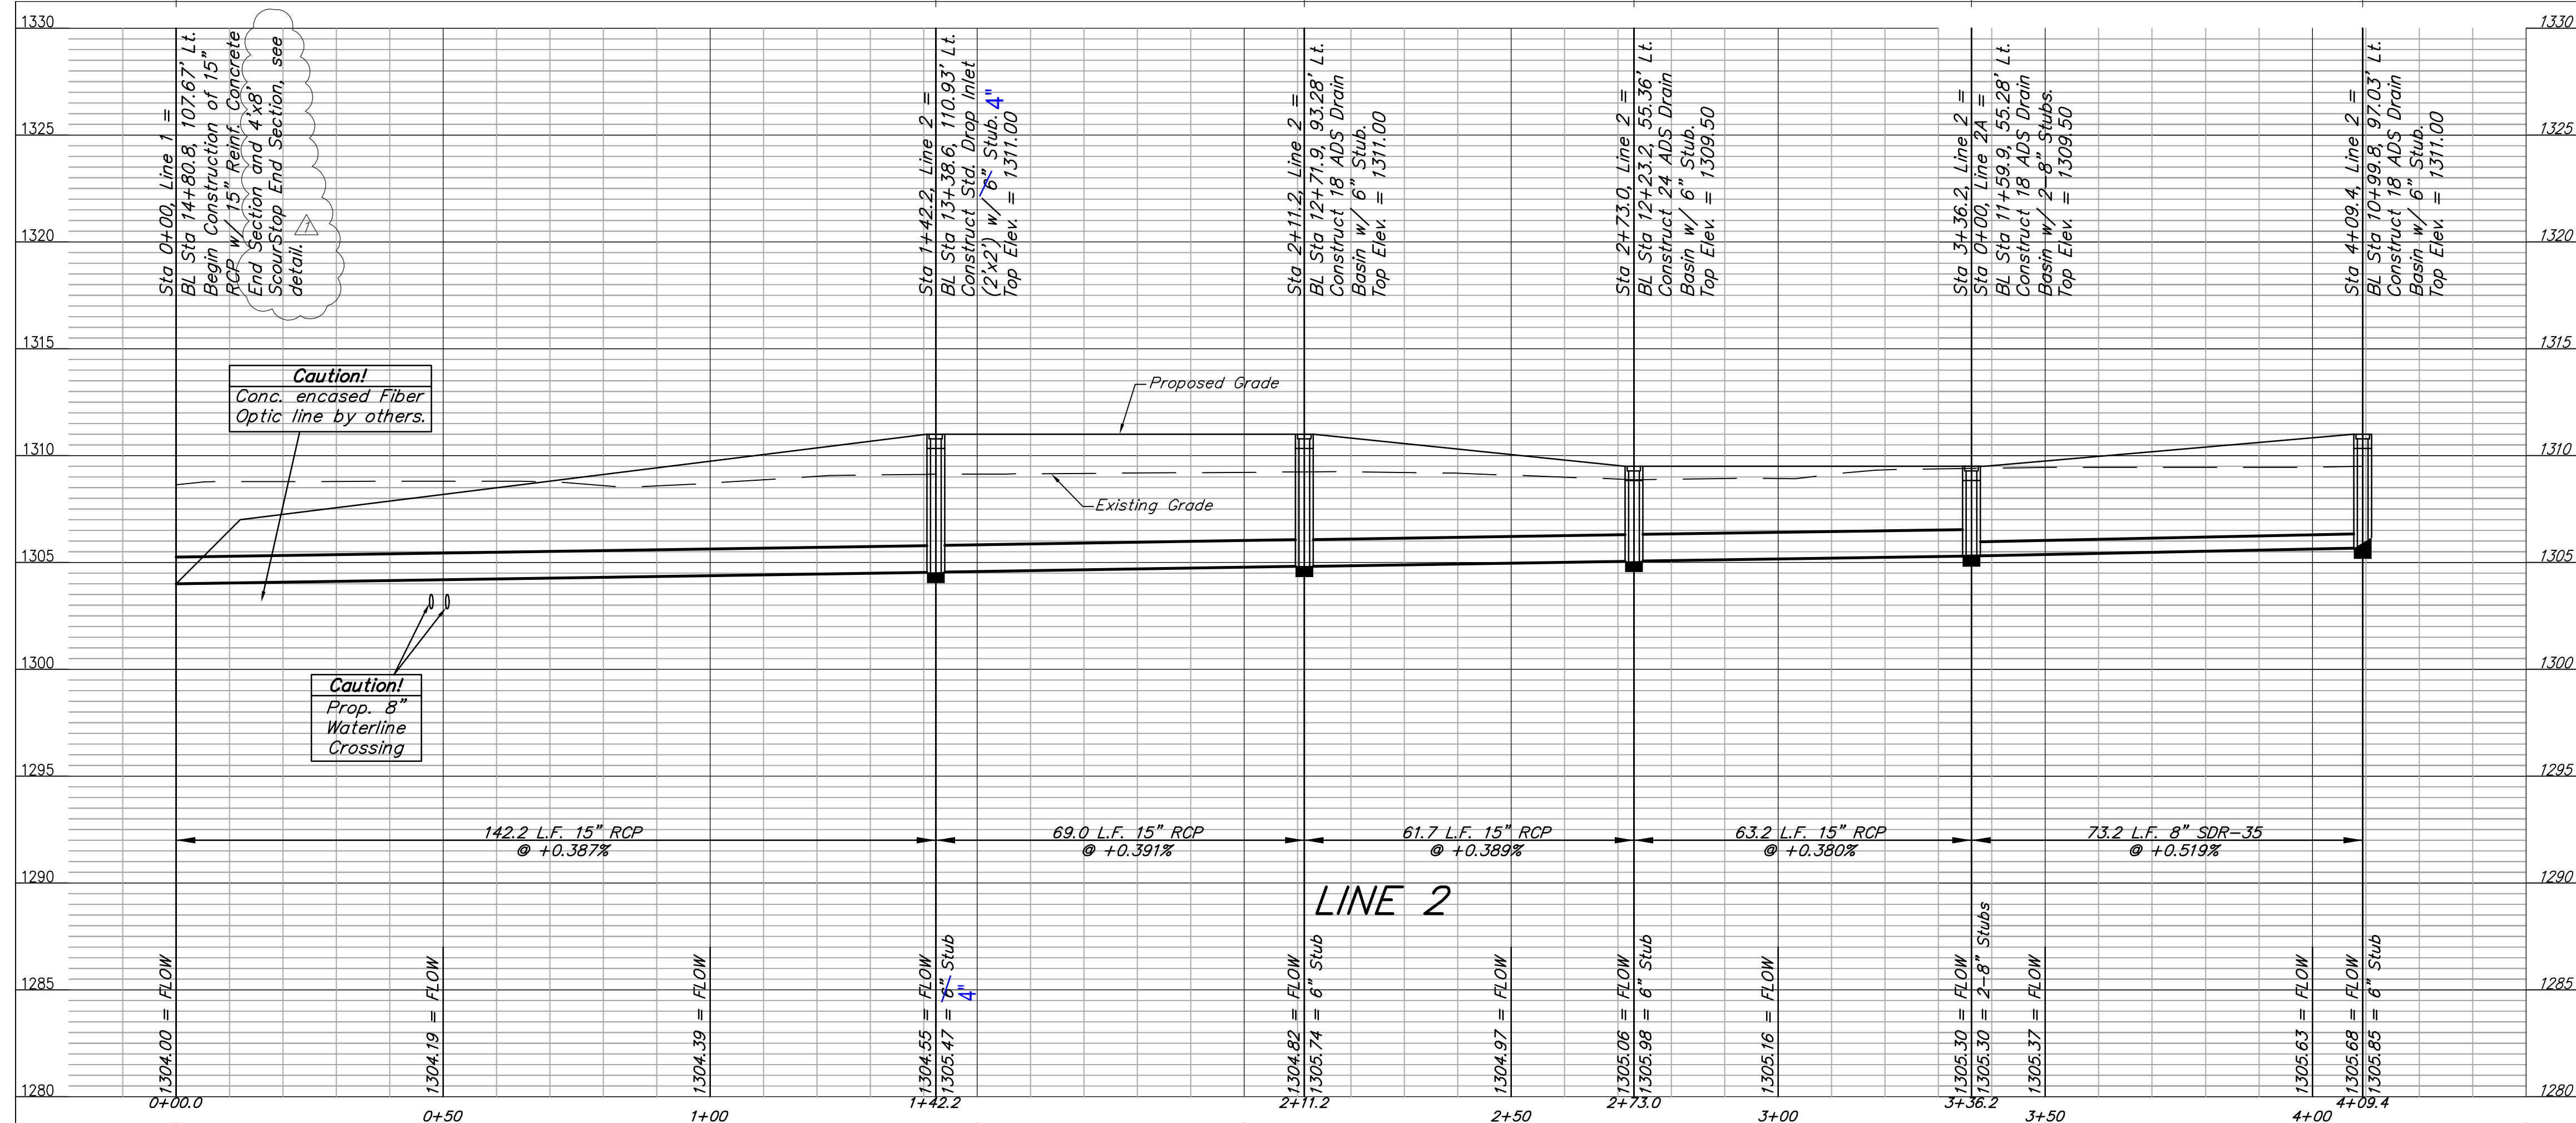 1330
1325
1320
1315
1310
1305
1300
1295
1290
1285
1280
1330
1325
1320
1315
1310
1305
1300
1295
1290
1285
1280
Sta 0+00, Line 1 =
BL Sta 14+80.8, 107.67' Lt.
Begin Construction of 15"
RCP w/ 15" Reinf. Concrete
End Section and 4'x8'
ScourStop End Section, see
detail.
1
Sta 1+42.2, Line 2 =
BL Sta 13+38.6, 110.93' Lt.
Construct Std. Drop Inlet
(2'x2') w/ 6" Stub. 4"
Top Elev. = 1311.00
Sta 2+11.2, Line 2 =
BL Sta 12+71.9, 93.28' Lt.
Construct 18 ADS Drain
Basin w/ 6" Stub.
Top Elev. = 1311.00
Sta 2+73.0, Line 2 =
BL Sta 12+23.2, 55.36' Lt.
Construct 24 ADS Drain
Basin w/ 6" Stub.
Top Elev. = 1309.50
Sta 3+36.2, Line 2 =
Sta 0+00, Line 2A =
BL Sta 11+59.9, 55.28' Lt.
Construct 18 ADS Drain
Basin w/ 2-8" Stubs.
Top Elev. = 1309.50
Sta 4+09.4, Line 2 =
BL Sta 10+99.8, 97.03' Lt.
Construct 18 ADS Drain
Basin w/ 6" Stub.
Top Elev. = 1311.00
Caution!
Conc. encased Fiber
Optic line by others.
Proposed Grade
Existing Grade
Caution!
Prop. 8"
Waterline
Crossing
142.2 L.F. 15" RCP
@ +0.387%
69.0 L.F. 15" RCP
@ +0.391%
61.7 L.F. 15" RCP
@ +0.389%
63.2 L.F. 15" RCP
@ +0.380%
73.2 L.F. 8" SDR-35
@ +0.519%
LINE 2
1304.00 = FLOW
1304.19 = FLOW
1304.39 = FLOW
1304.55 = FLOW
1305.47 = 6" Stub
4"
1304.82 = FLOW
1305.74 = 6" Stub
1304.97 = FLOW
1305.06 = FLOW
1305.98 = 6" Stub
1305.16 = FLOW
1305.30 = FLOW
1305.30 = 2-8" Stubs
1305.37 = FLOW
1305.63 = FLOW
1305.68 = FLOW
1305.85 = 6" Stub
0+00.0
0+50
1+00
1+42.2
2+11.2
2+50
2+73.0
3+00
3+36.2
3+50
4+00
4+09.4